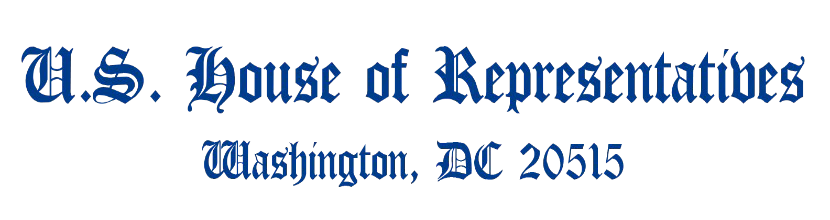 U.S. House of Representatives
Washington, DC 20515